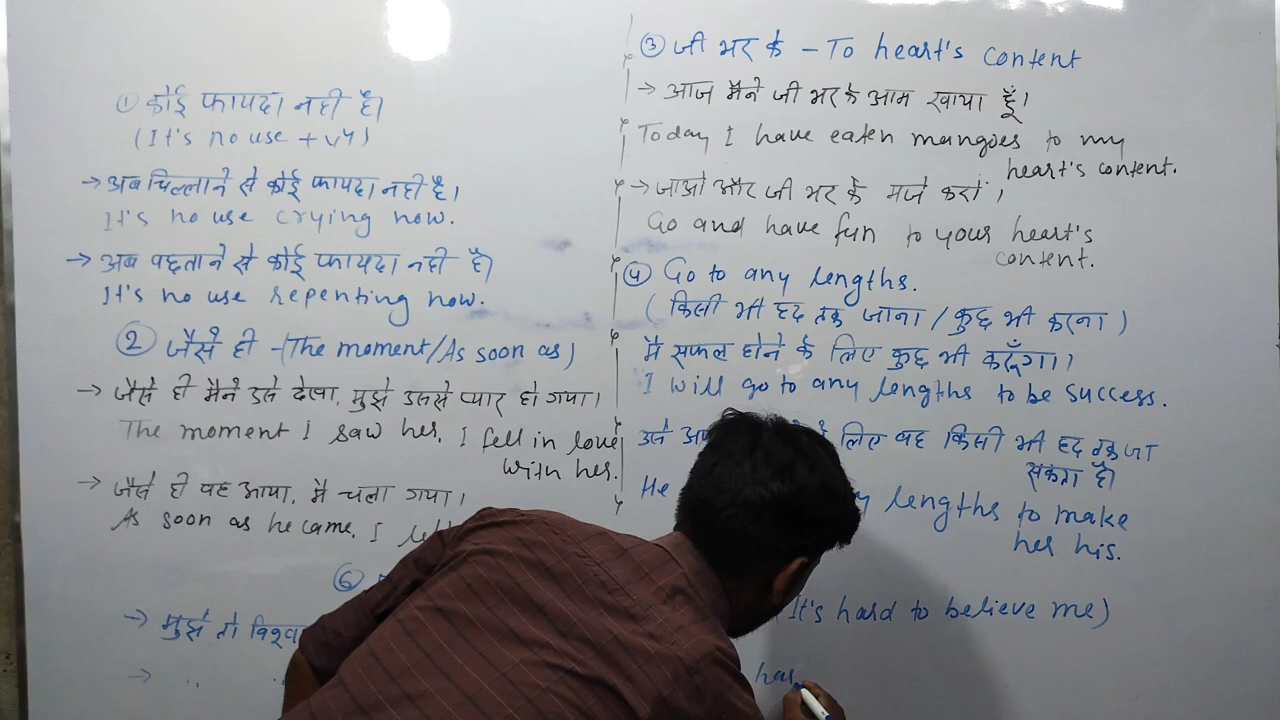 ① कोई फायदा नहीं है।
(It's no use + v4)
→ अब चिल्लाने से कोई फायदा नहीं है।
It's no use crying now.
→ अब पछताने से कोई फायदा नहीं है।
It's no use repenting now.
② जैसे ही -(The moment/As soon as)
→ जैसे ही मैने उसे देखा, मुझे उससे प्यार हो गया।
The moment I saw her, I fell in love
with her.
→ जैसे ही वह आया, मै चला गया।
As soon as he came, I
⑥
→ मुझे तो
→ ..
③ जी भर के - To heart's content
→ आज मैने जी भर के आम खाया हूँ।
Today I have eaten mangoes to my
heart's content.
→ जाओ और जी भर के मजे करो।
Go and have fun to your heart's
content.
④ Go to any lengths.
(किसी भी हद तक जाना / कुछ भी करना)
मै सफल होने के लिए कुछ भी करूँगा।
I will go to any lengths to be success.
उसे लिए वह किसी भी हद तक जा
सकता है।
He lengths to make
her his.
(It's hard to believe me)
has